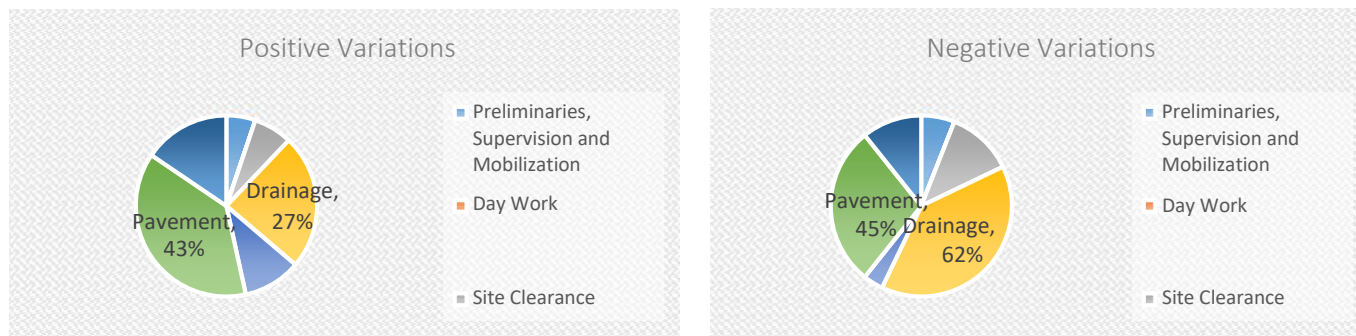 Positive Variations
Drainage,
27%
Pavement,
43%
Preliminaries,
Supervision and
Mobilization
Day Work
Site Clearance
Negative Variations
Pavement,
45%
Drainage,
62%
Preliminaries,
Supervision and
Mobilization
Day Work
Site Clearance